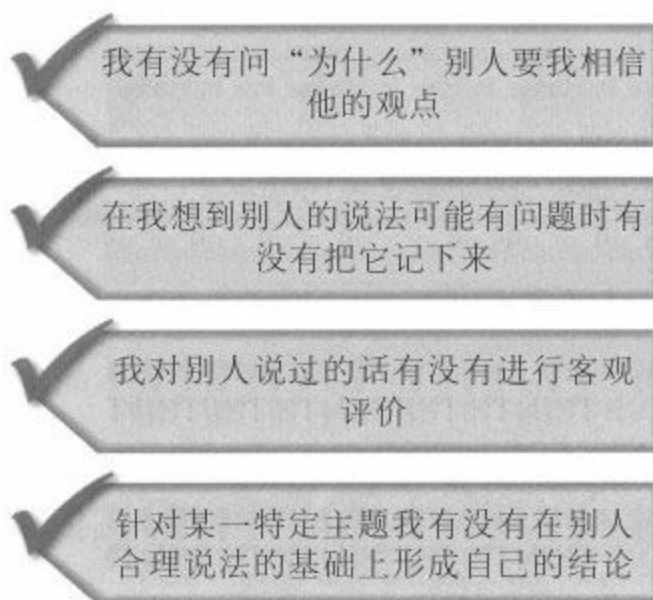 我有没有问“为什么”别人要我相信
他的观点
在我想到别人的说法可能有问题时有
没有把它记下来
我对别人说过的话有没有进行客观
评价
针对某一特定主题我有没有在别人
合理说法的基础上形成自己的结论